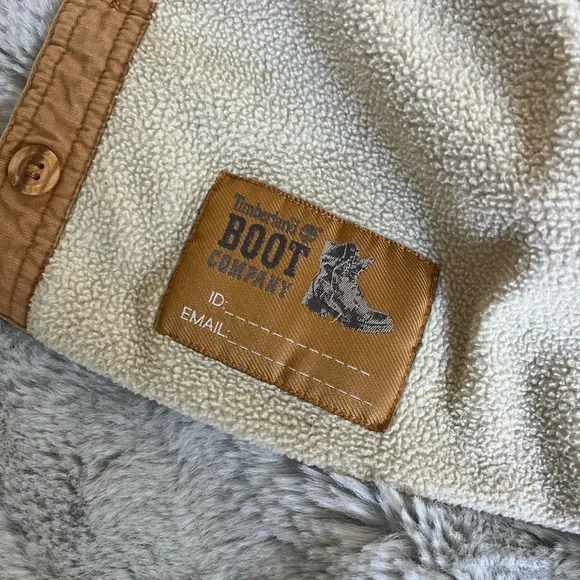 Timberland
BOOT
COMPANY
ID:_ _ _ _ _ _ _ _ _ _ _ _
EMAIL:_ _ _ _ _ _ _ _ _ _ _